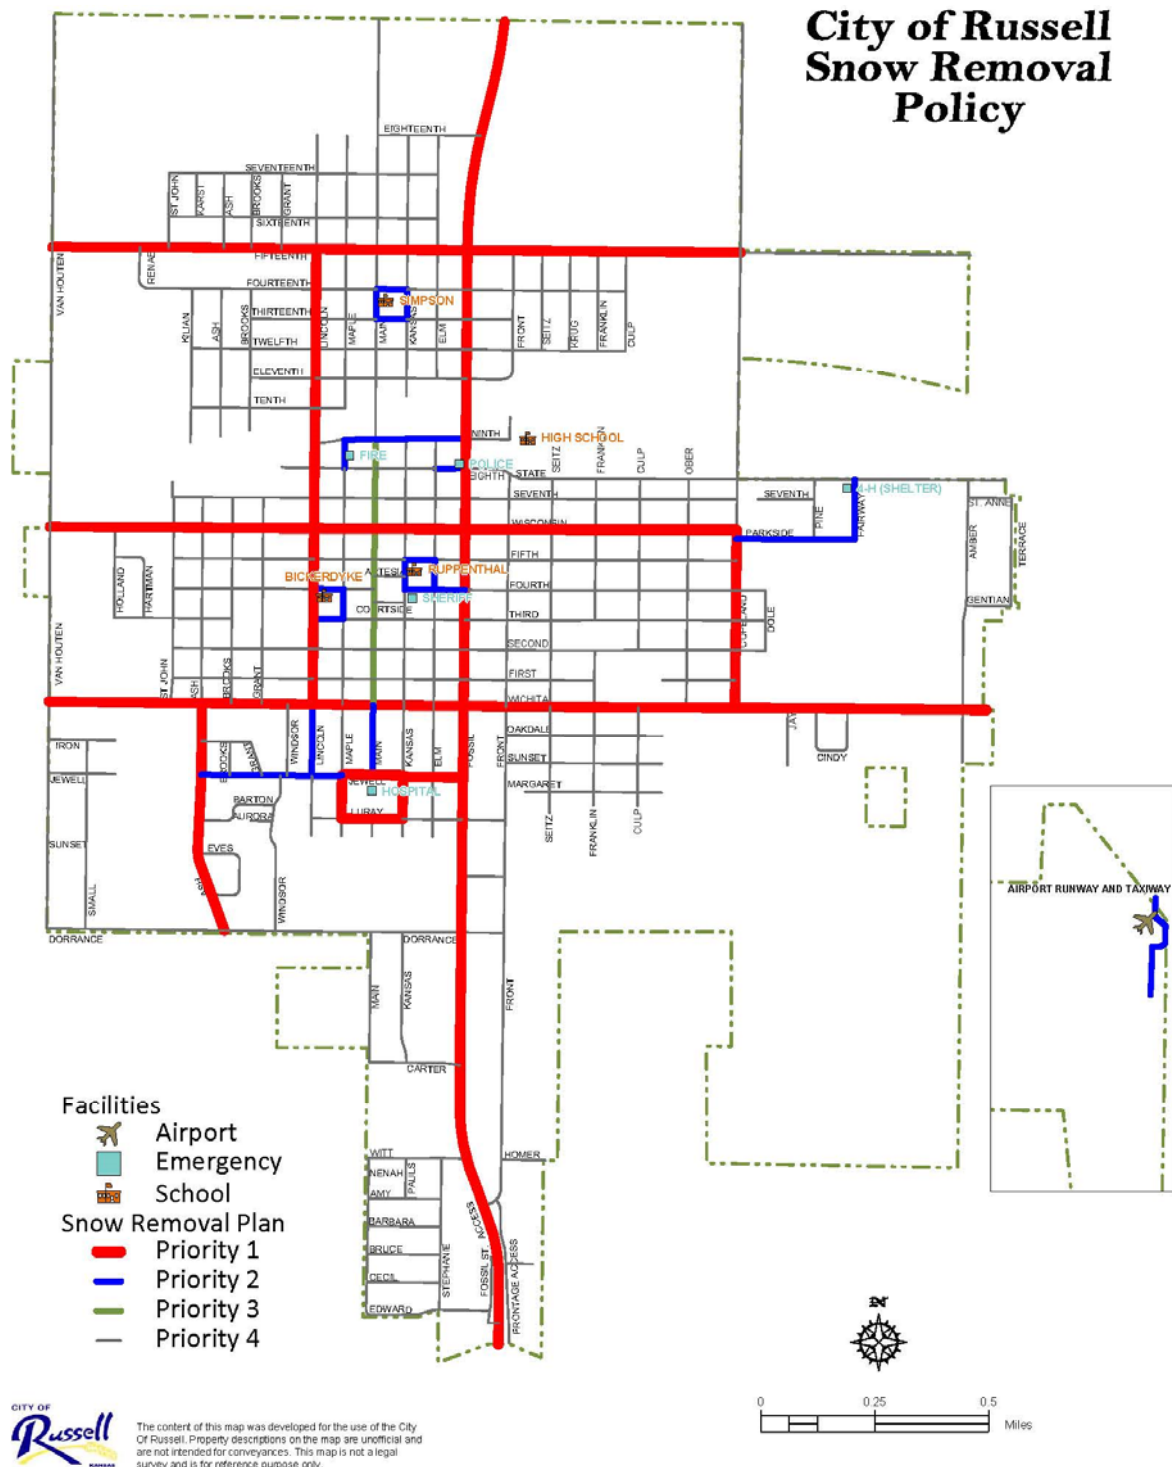 City of Russell
Snow Removal
Policy
EIGHTEENTH
SEVENTEENTH
ST JOHN
KARST
ASH
BROOKS
GRANT
SIXTEENTH
FIFTEENTH
VAN HOUTEN
RENAE
FOURTEENTH
SIMPSON
THIRTEENTH
KILIAN
ASH
BROOKS
LINCOLN
MAPLE
MAIN
KANSAS
ELM
FRONT
SEITZ
KRUG
FRANKLIN
CULP
TWELFTH
ELEVENTH
TENTH
NINTH
HIGH SCHOOL
FIRE
POLICE
EIGHTH
STATE
SEITZ
FRANKLIN
CULP
OBER
SEVENTH
SEVENTH
4-H (SHELTER)
PINE
FAIRWAY
ST. ANNE
AMBER
TERRACE
WISCONSIN
PARKSIDE
FIFTH
ARTESIAN
RUPPENTHAL
BICKERDYKE
FOURTH
SHERIFF
HOLLAND
HARTMAN
COURTSIDE
THIRD
COPELAND
DOLE
GENTIAN
VAN HOUTEN
SECOND
ST JOHN
ASH
BROOKS
GRANT
FIRST
WICHITA
IRON
BROOKS
GRANT
WINDSOR
LINCOLN
MAPLE
MAIN
KANSAS
ELM
FOSSIL
FRONT
OAKDALE
JAY
CINDY
SUNSET
JEWELL
JEWELL
MARGARET
HOSPITAL
BARTON
AURORA
LURAY
SEITZ
FRANKLIN
CULP
SUNSET
EVES
ASH
SMALL
WINDSOR
AIRPORT RUNWAY AND TAXIWAY
DORRANCE
DORRANCE
MAIN
KANSAS
FRONT
CARTER
Facilities
Airport
Emergency
School
Snow Removal Plan
Priority 1
Priority 2
Priority 3
Priority 4
WITT
HOMER
NENAH
PAULS
AMY
BARBARA
BRUCE
CECIL
EDWARD
STEPHANIE
FOSSIL ST. ACCESS
FRONTAGE ACCESS
N
0 0.25 0.5
Miles
CITY OF
Russell
KANSAS
The content of this map was developed for the use of the City
Of Russell. Property descriptions on the map are unofficial and
are not intended for conveyances. This map is not a legal
survey and is for reference purpose only.